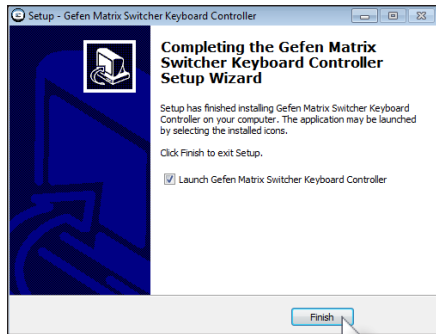 Setup - Gefen Matrix Switcher Keyboard Controller
Completing the Gefen Matrix
Switcher Keyboard Controller
Setup Wizard
Setup has finished installing Gefen Matrix Switcher Keyboard
Controller on your computer. The application may be launched
by selecting the installed icons.
Click Finish to exit Setup.
Launch Gefen Matrix Switcher Keyboard Controller
Finish